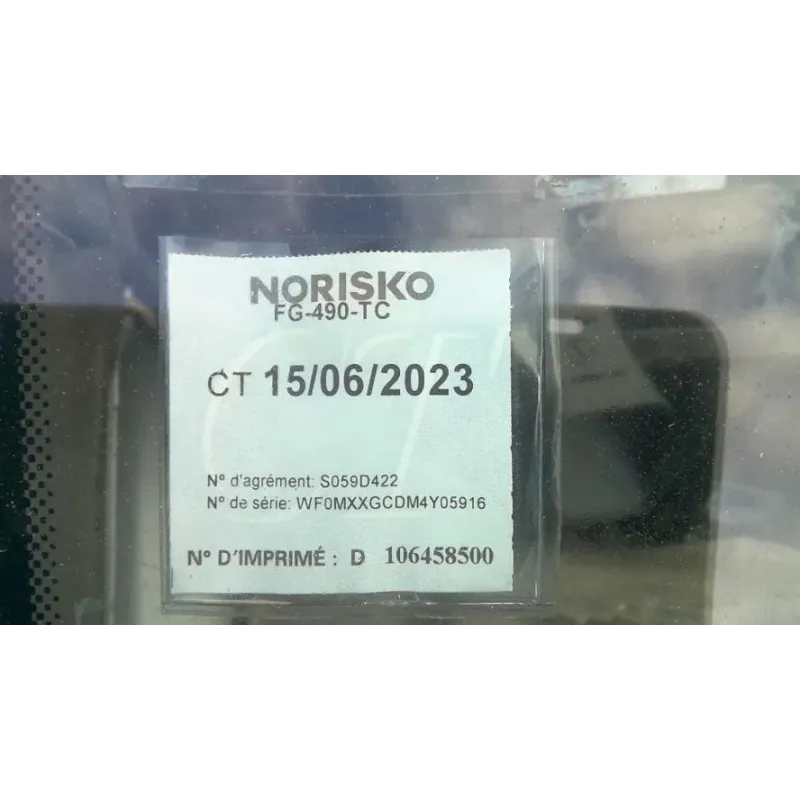 NORISKO
FG-490-TC
CT 15/06/2023
N° d'agrément: S059D422
N° de série: WF0MXXGCDM4Y05916
N° D'IMPRIMÉ : D 106458500